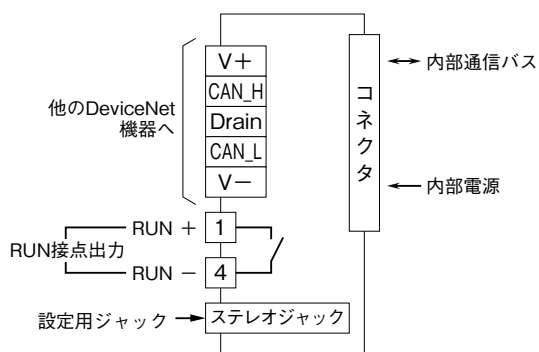 V+
CAN_H
Drain
CAN_L
V−
他のDeviceNet
機器へ
コネクタ
内部通信バス
内部電源
RUN + 1
RUN接点出力
RUN − 4
設定用ジャック
ステレオジャック